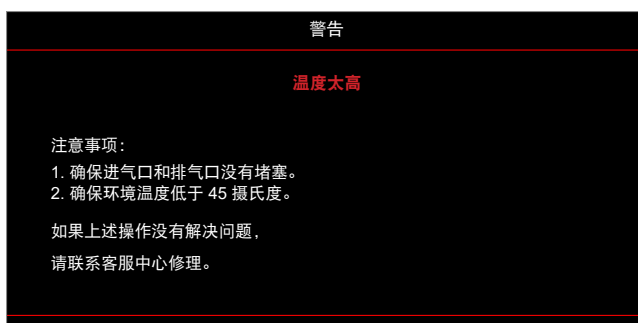 警告
温度太高
注意事项：
1. 确保进气口和排气口没有堵塞。
2. 确保环境温度低于 45 摄氏度。
如果上述操作没有解决问题，
请联系客服中心修理。